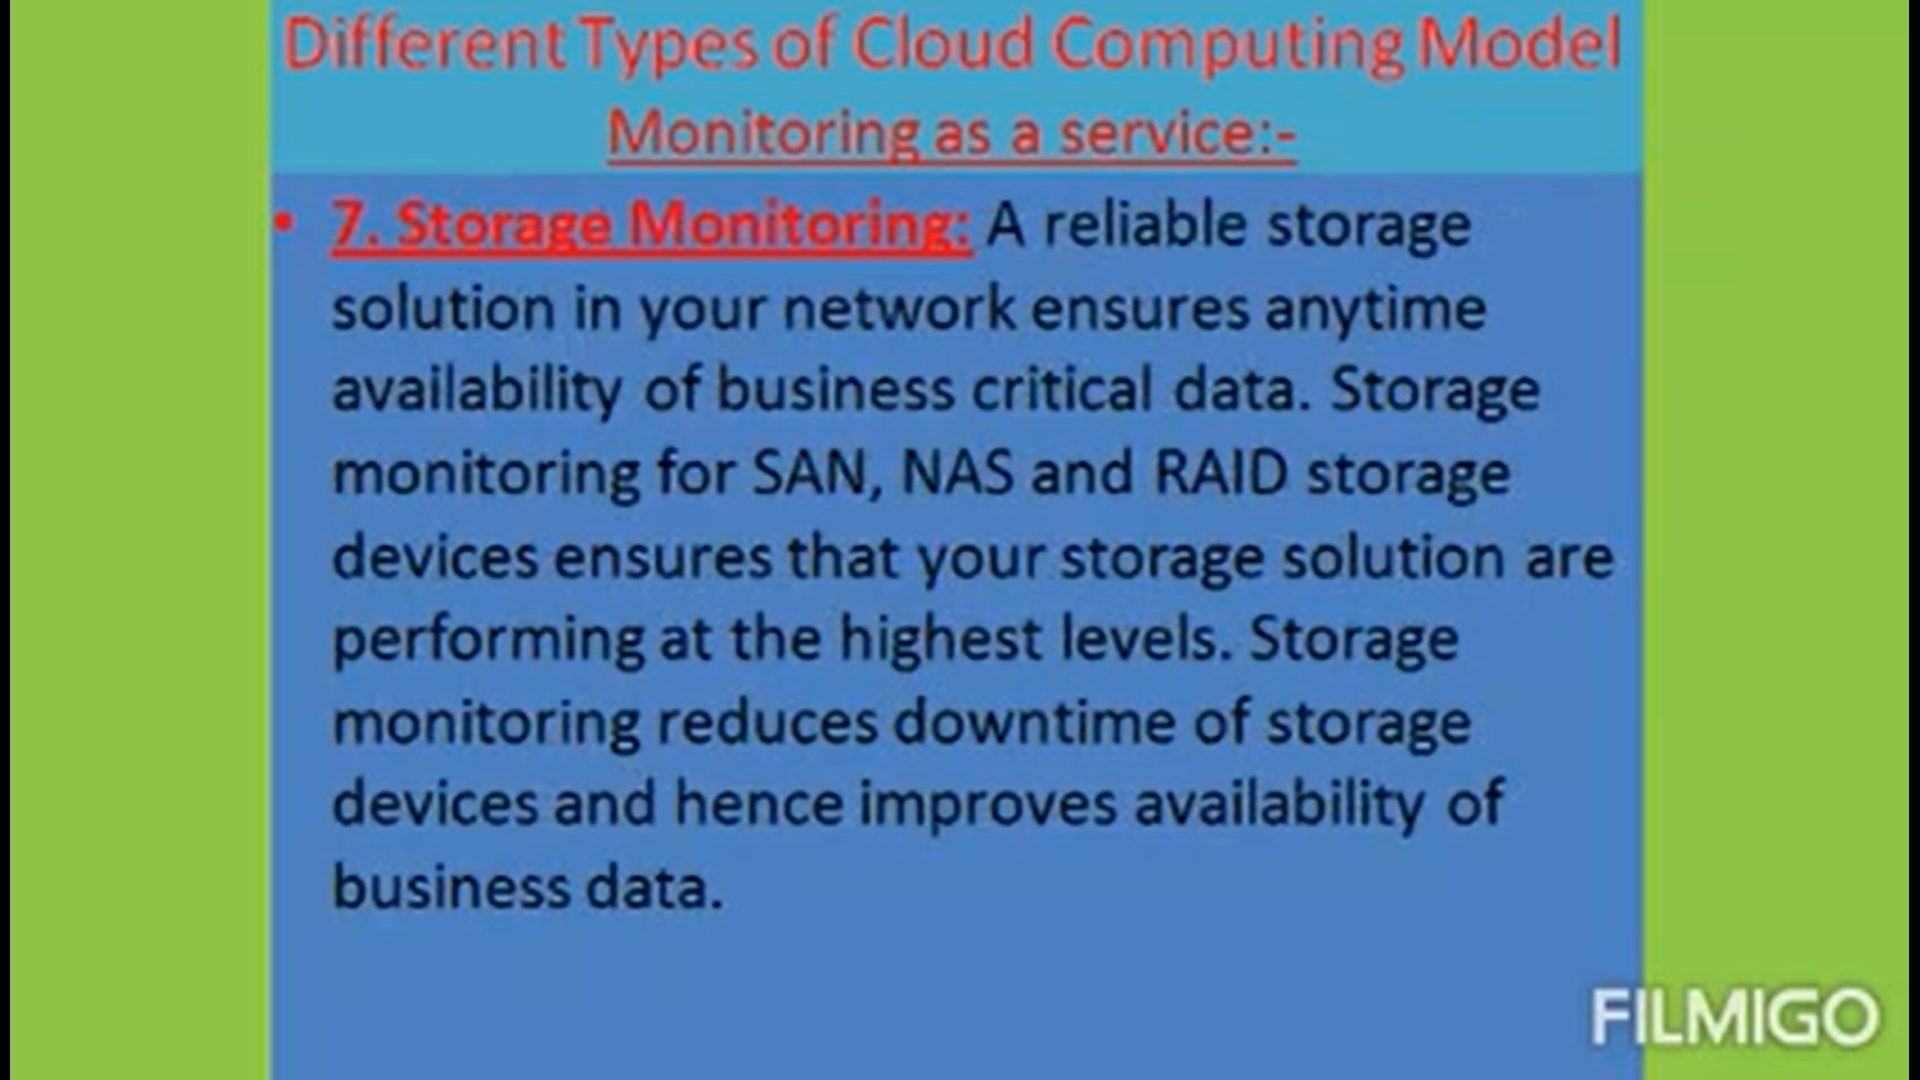 Different Types of Cloud Computing Model
Monitoring as a service:-
• 7. Storage Monitoring: A reliable storage
solution in your network ensures anytime
availability of business critical data. Storage
monitoring for SAN, NAS and RAID storage
devices ensures that your storage solution are
performing at the highest levels. Storage
monitoring reduces downtime of storage
devices and hence improves availability of
business data.
FILMIGO